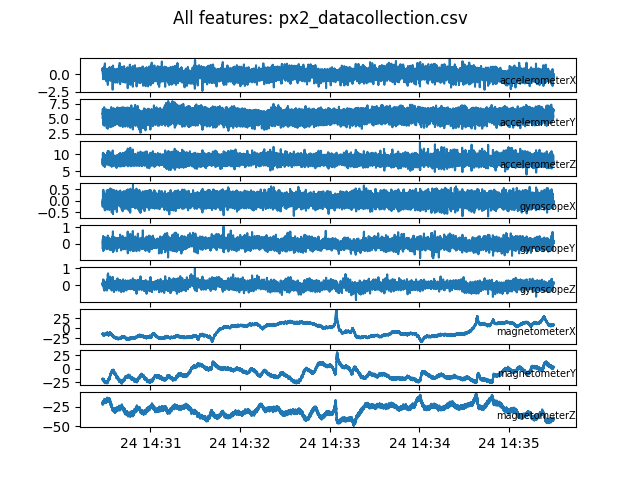 All features: px2_datacollection.csv
0.0
−2.5
accelerometerX
7.5
5.0
2.5
accelerometerY
10
5
accelerometerZ
0.5
0.0
−0.5
gyroscopeX
1
0
gyroscopeY
1
0
gyroscopeZ
25
0
−25
magnetometerX
25
0
−25
magnetometerY
−25
−50
magnetometerZ
24 14:31 24 14:32 24 14:33 24 14:34 24 14:35